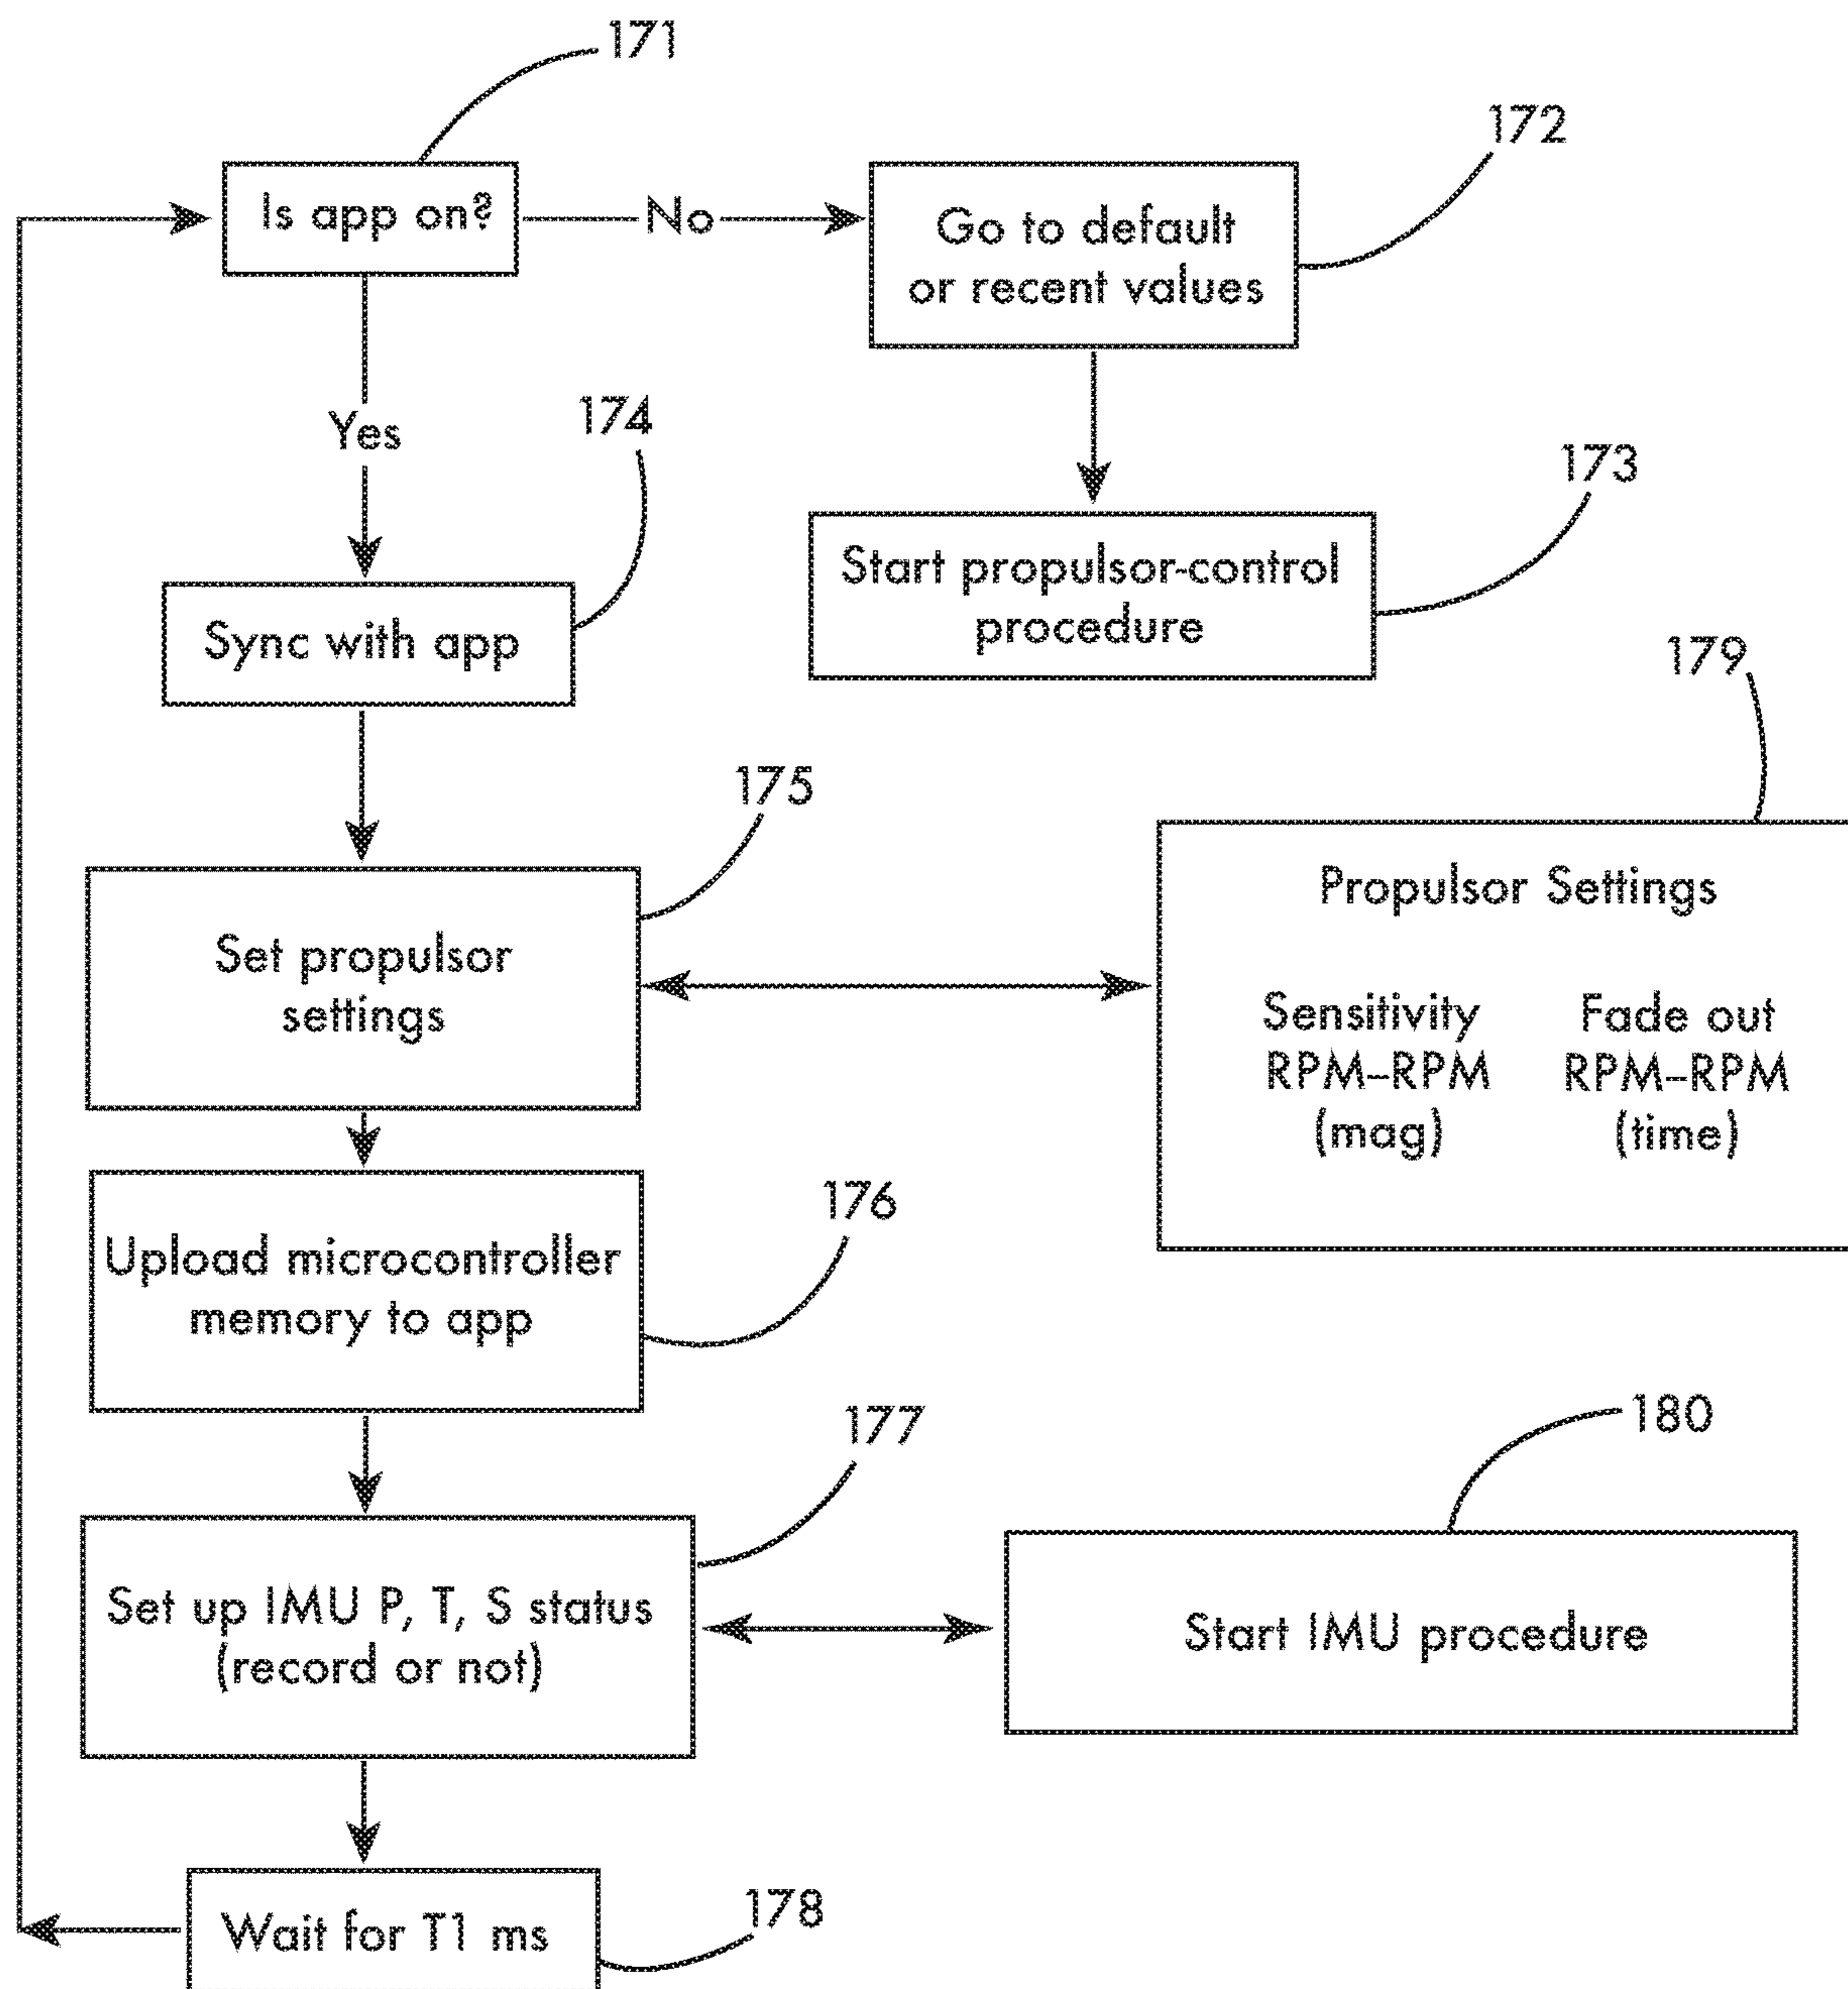 171
172
Is app on?
No
Go to default
or recent values
Yes
174
173
Start propulsor-control
procedure
Sync with app
179
175
Propulsor Settings
Set propulsor
settings
Sensitivity
RPM–RPM
(mag)
Fade out
RPM–RPM
(time)
176
Upload microcontroller
memory to app
177
180
Set up IMU P, T, S status
(record or not)
Start IMU procedure
178
Wait for T1 ms